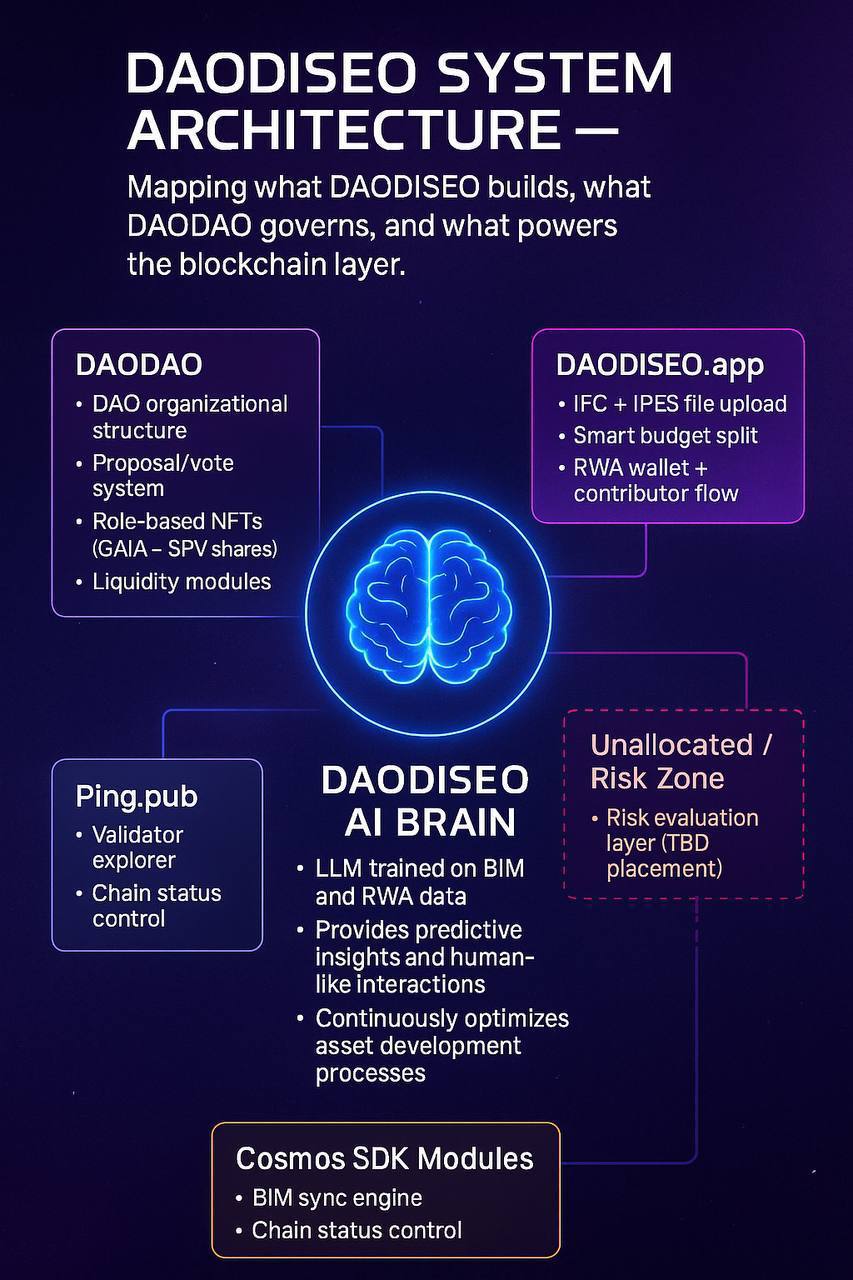 DAODISEO SYSTEM
ARCHITECTURE —
Mapping what DAODISEO builds, what
DAODAO governs, and what powers
the blockchain layer.
DAODAO
• DAO organizational
structure
• Proposal/vote
system
• Role-based NFTs
(GAIA – SPV shares)
• Liquidity modules
DAODISEO.app
• IFC + IPES file upload
• Smart budget split
• RWA wallet +
contributor flow
Ping.pub
• Validator
explorer
• Chain status
control
DAODISEO
AI BRAIN
• LLM trained on BIM
and RWA data
• Provides predictive
insights and human-
like interactions
• Continuously optimizes
asset development
processes
Unallocated /
Risk Zone
• Risk evaluation
layer (TBD
placement)
Cosmos SDK Modules
• BIM sync engine
• Chain status control